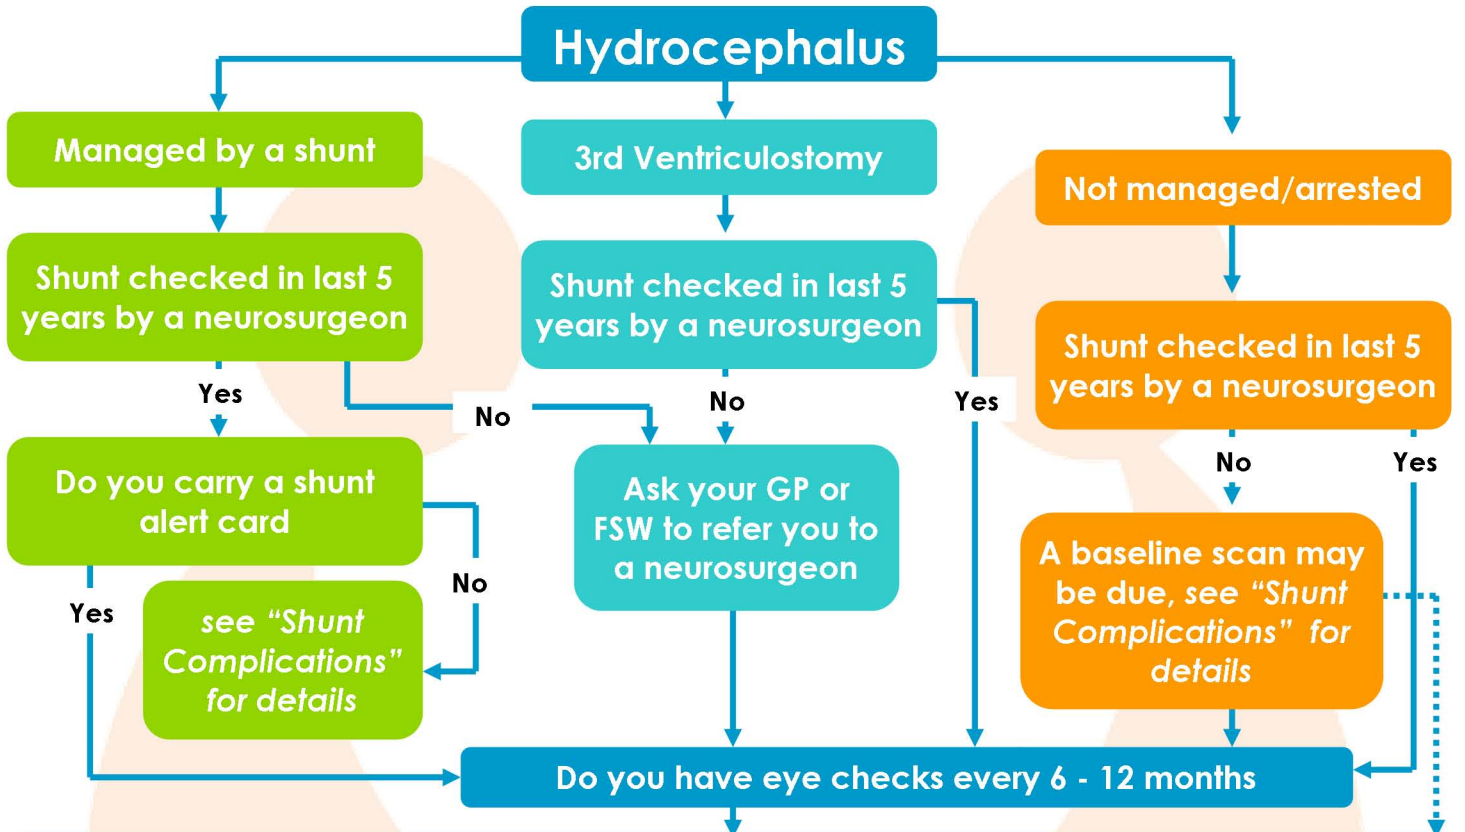 Hydrocephalus
Managed by a shunt
Shunt checked in last 5
years by a neurosurgeon
Yes
No
Do you carry a shunt
alert card
Yes
No
see “Shunt
Complications”
for details
3rd Ventriculostomy
Shunt checked in last 5
years by a neurosurgeon
No
Yes
Ask your GP or
FSW to refer you to
a neurosurgeon
Not managed/arrested
Shunt checked in last 5
years by a neurosurgeon
No
Yes
A baseline scan may
be due, see “Shunt
Complications” for
details
Do you have eye checks every 6 - 12 months